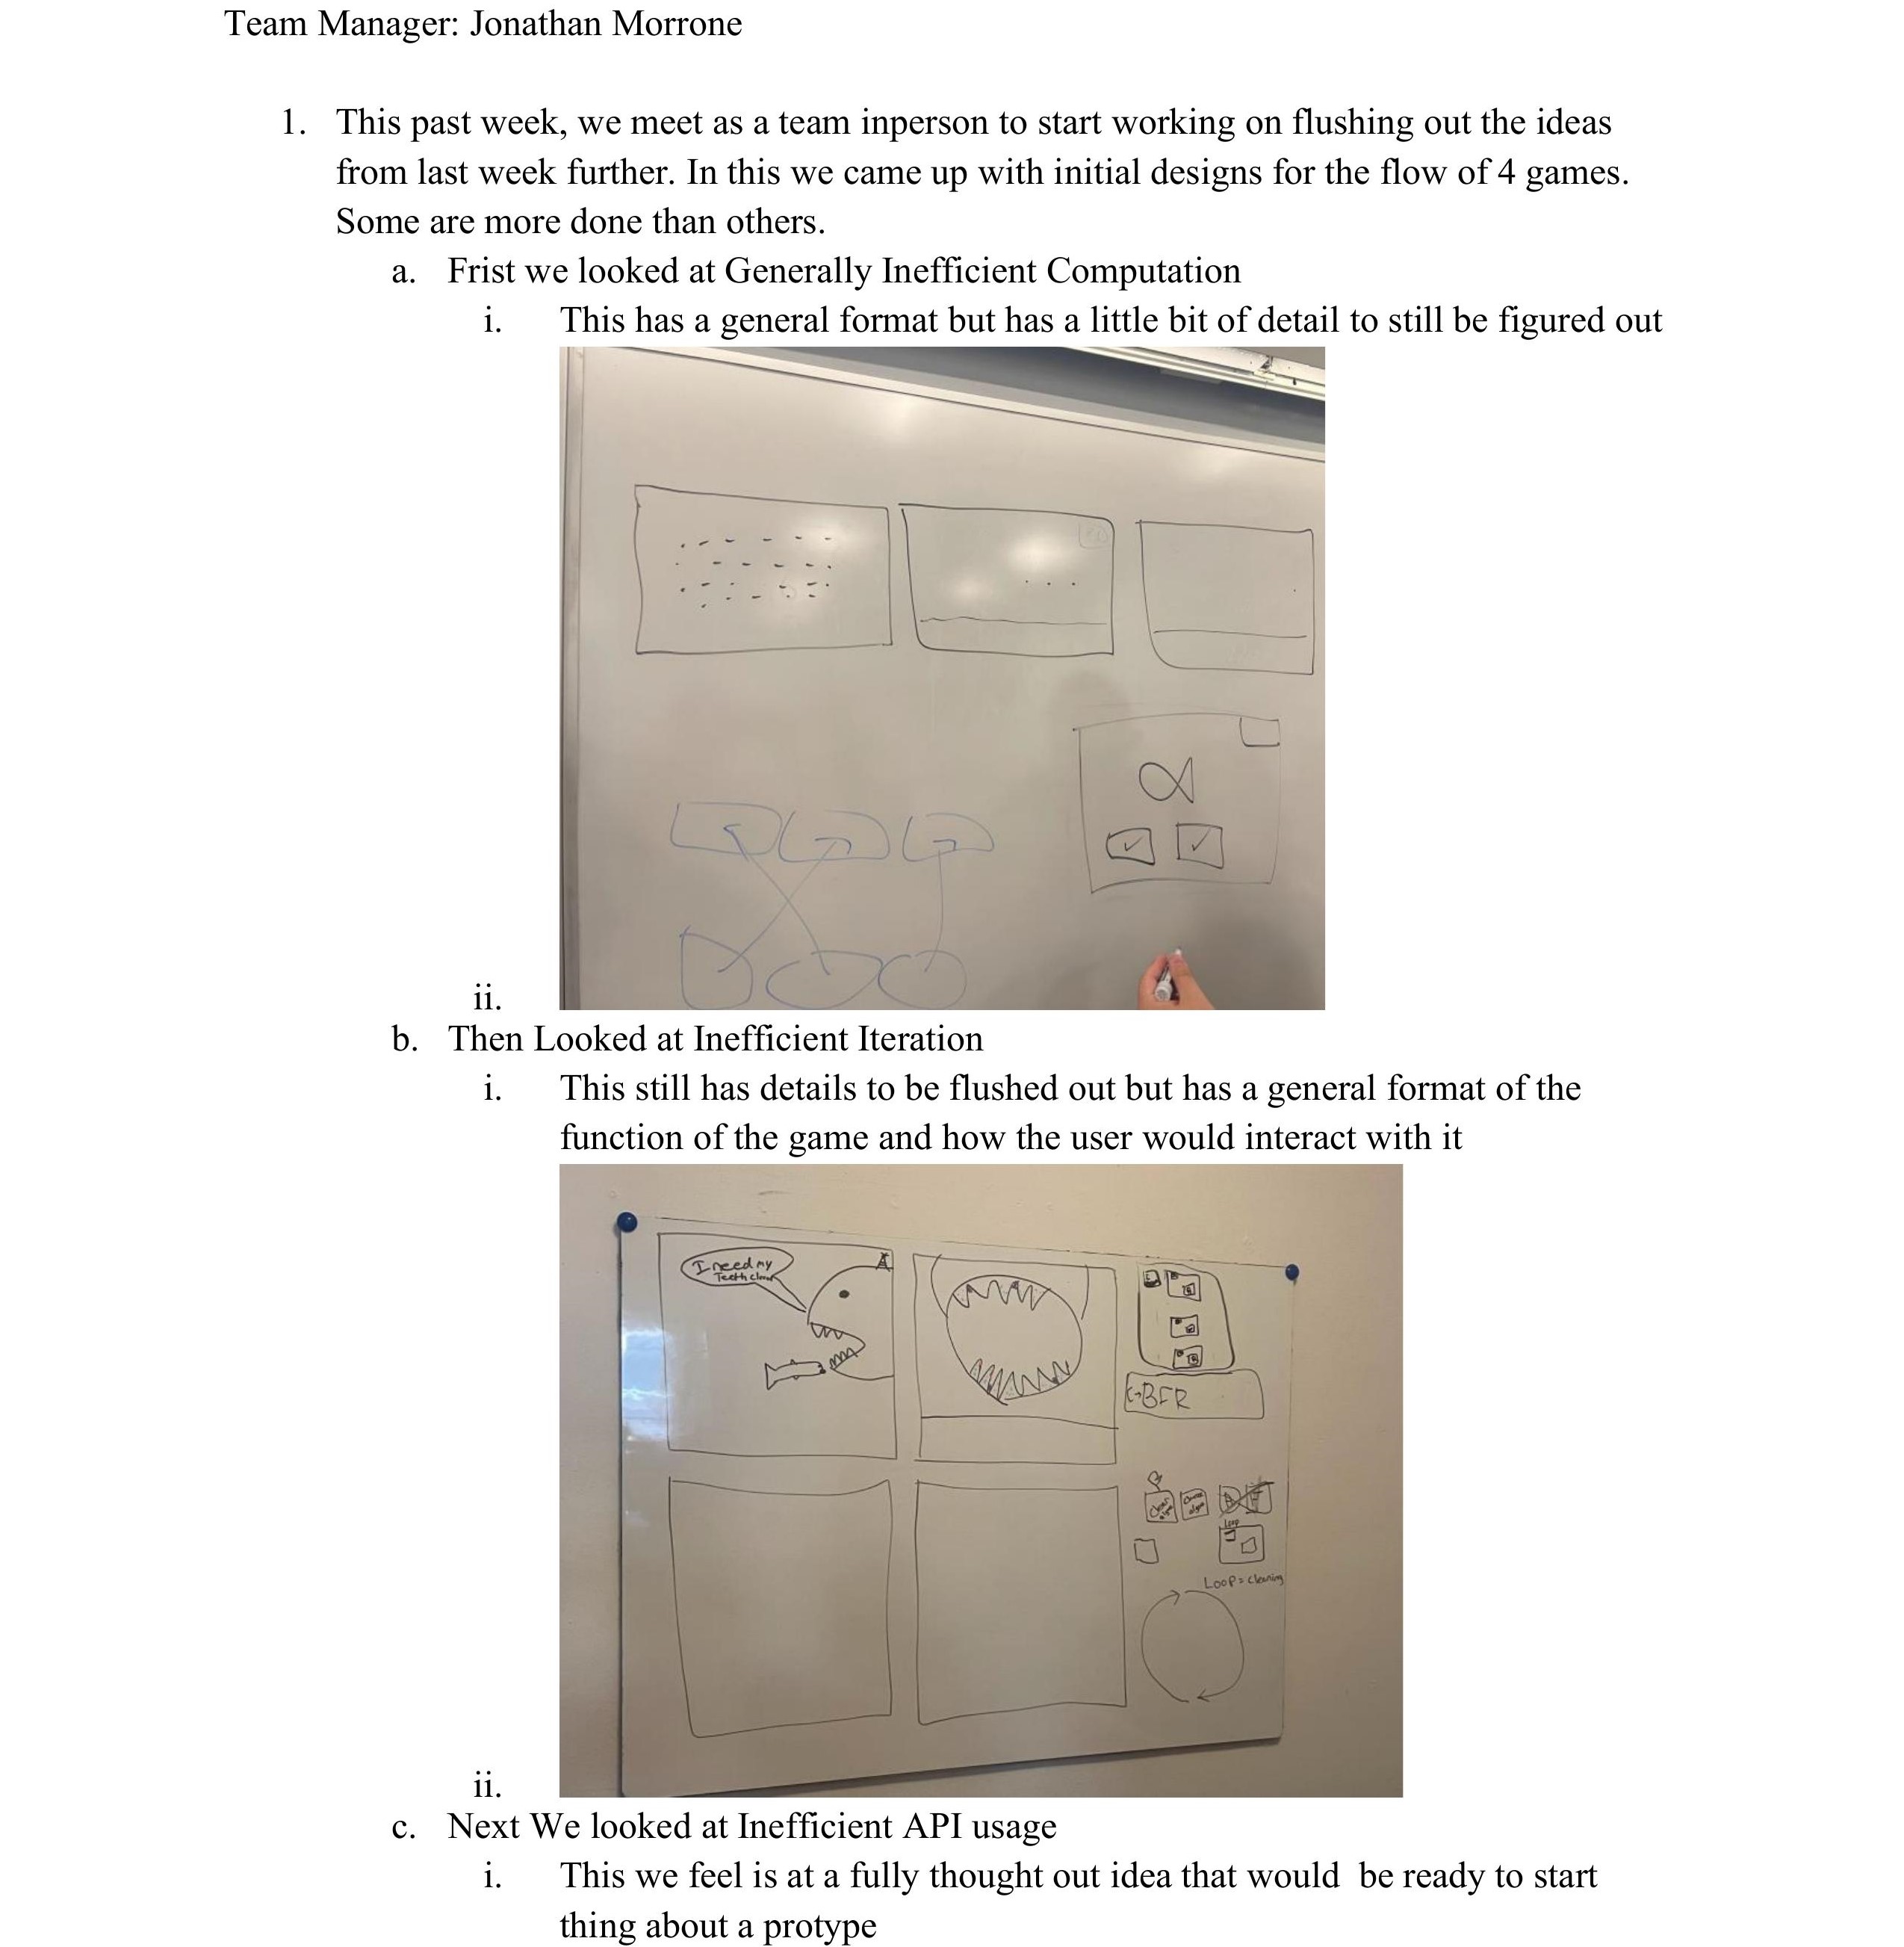 Team Manager: Jonathan Morrone
1. This past week, we meet as a team inperson to start working on flushing out the ideas
from last week further. In this we came up with initial designs for the flow of 4 games.
Some are more done than others.
a. Frist we looked at Generally Inefficient Computation
i. This has a general format but has a little bit of detail to still be figured out
ii.
b. Then Looked at Inefficient Iteration
i. This still has details to be flushed out but has a general format of the
function of the game and how the user would interact with it
I need my
Teeth
Loop
Loop = cleaning
ii.
c. Next We looked at Inefficient API usage
i. This we feel is at a fully thought out idea that would  be ready to start
thing about a protype